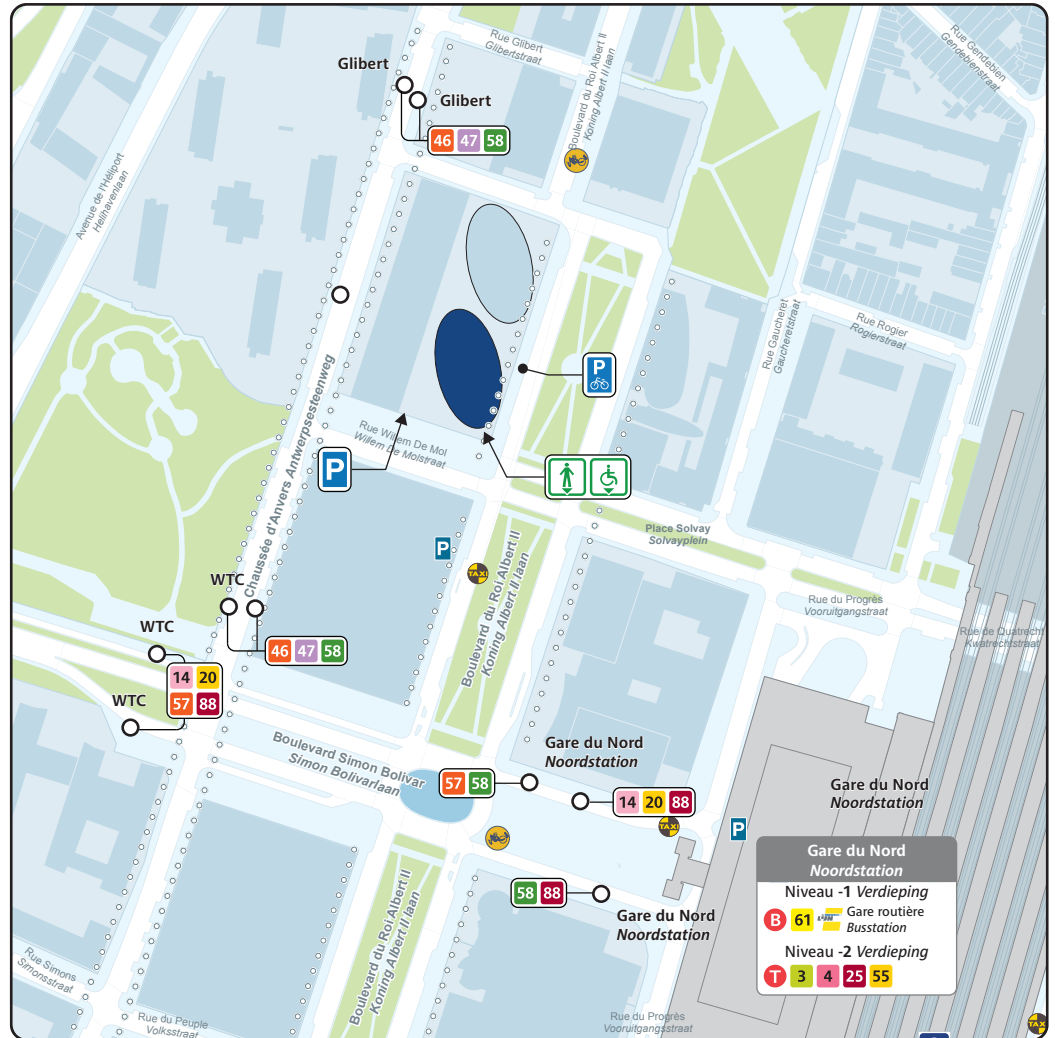 Rue Glibert
Glibertstraat
Boulevard du Roi Albert II
Koning Albert II laan
Rue Gendebien
Gendebienstraat
Glibert
Glibert
46 47 58
Avenue de l'Héliport
Helihavenlaan
Rue Gaucheret
Gaucheretstraat
Rue Rogier
Rogierstraat
P
Chaussée d'Anvers Antwerpsesteenweg
Rue Willem De Mol
Willem De Molstraat
P
Place Solvay
Solvayplein
P
TAXI
Boulevard du Roi Albert II
Koning Albert II laan
Rue du Progrès
Vooruitgangstraat
Rue de Quatrecht
Kwatrechtstraat
WTC
WTC
46 47 58
14 20
57 88
WTC
Boulevard Simon Bolivar
Simon Bolivarlaan
Gare du Nord
Noordstation
57 58
14 20 88
TAXI
P
Gare du Nord
Noordstation
Gare du Nord
Noordstation
Niveau -1 Verdieping
B 61 Gare routière
Busstation
Niveau -2 Verdieping
T 3 4 25 55
58 88
Gare du Nord
Noordstation
Boulevard du Roi Albert II
Koning Albert II laan
Rue Simons
Simonsstraat
Rue du Peuple
Volksstraat
Rue du Progrès
Vooruitgangsstraat
TAXI